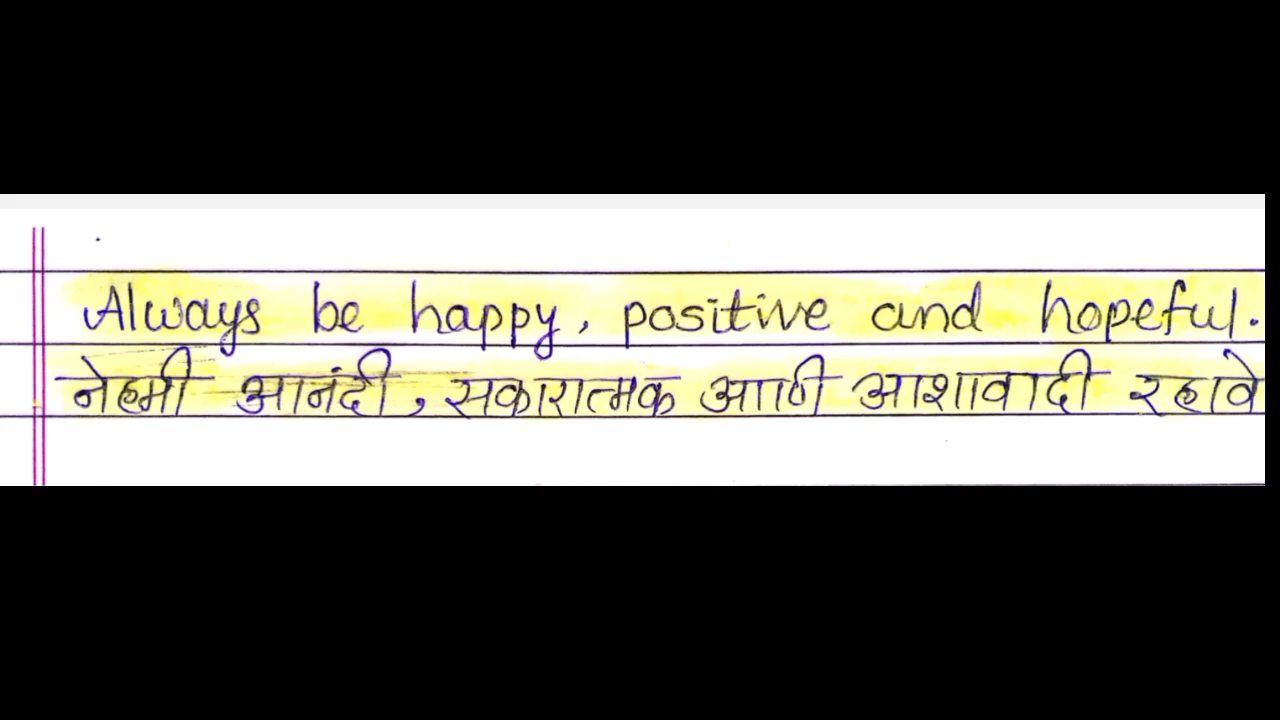 Always be happy, positive and hopeful.
नेहमी आनंदी, सकारात्मक आणि आशावादी रहावे